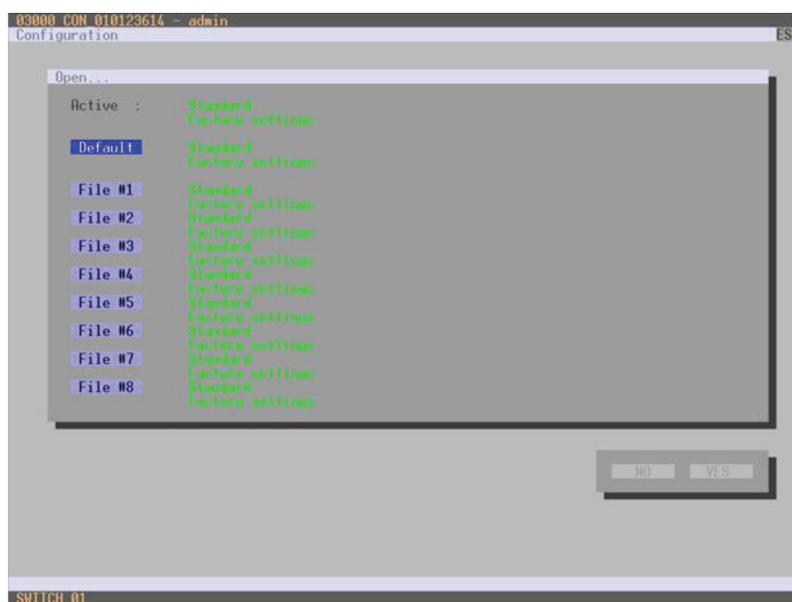 03000 CON 010123614 - admin
Configuration
ES
Open...
Active : Standard
Factory settings
Default Standard
Factory settings
File #1 Standard
Factory settings
File #2 Standard
Factory settings
File #3 Standard
Factory settings
File #4 Standard
Factory settings
File #5 Standard
Factory settings
File #6 Standard
Factory settings
File #7 Standard
Factory settings
File #8 Standard
Factory settings
NO YES
SWITCH_01